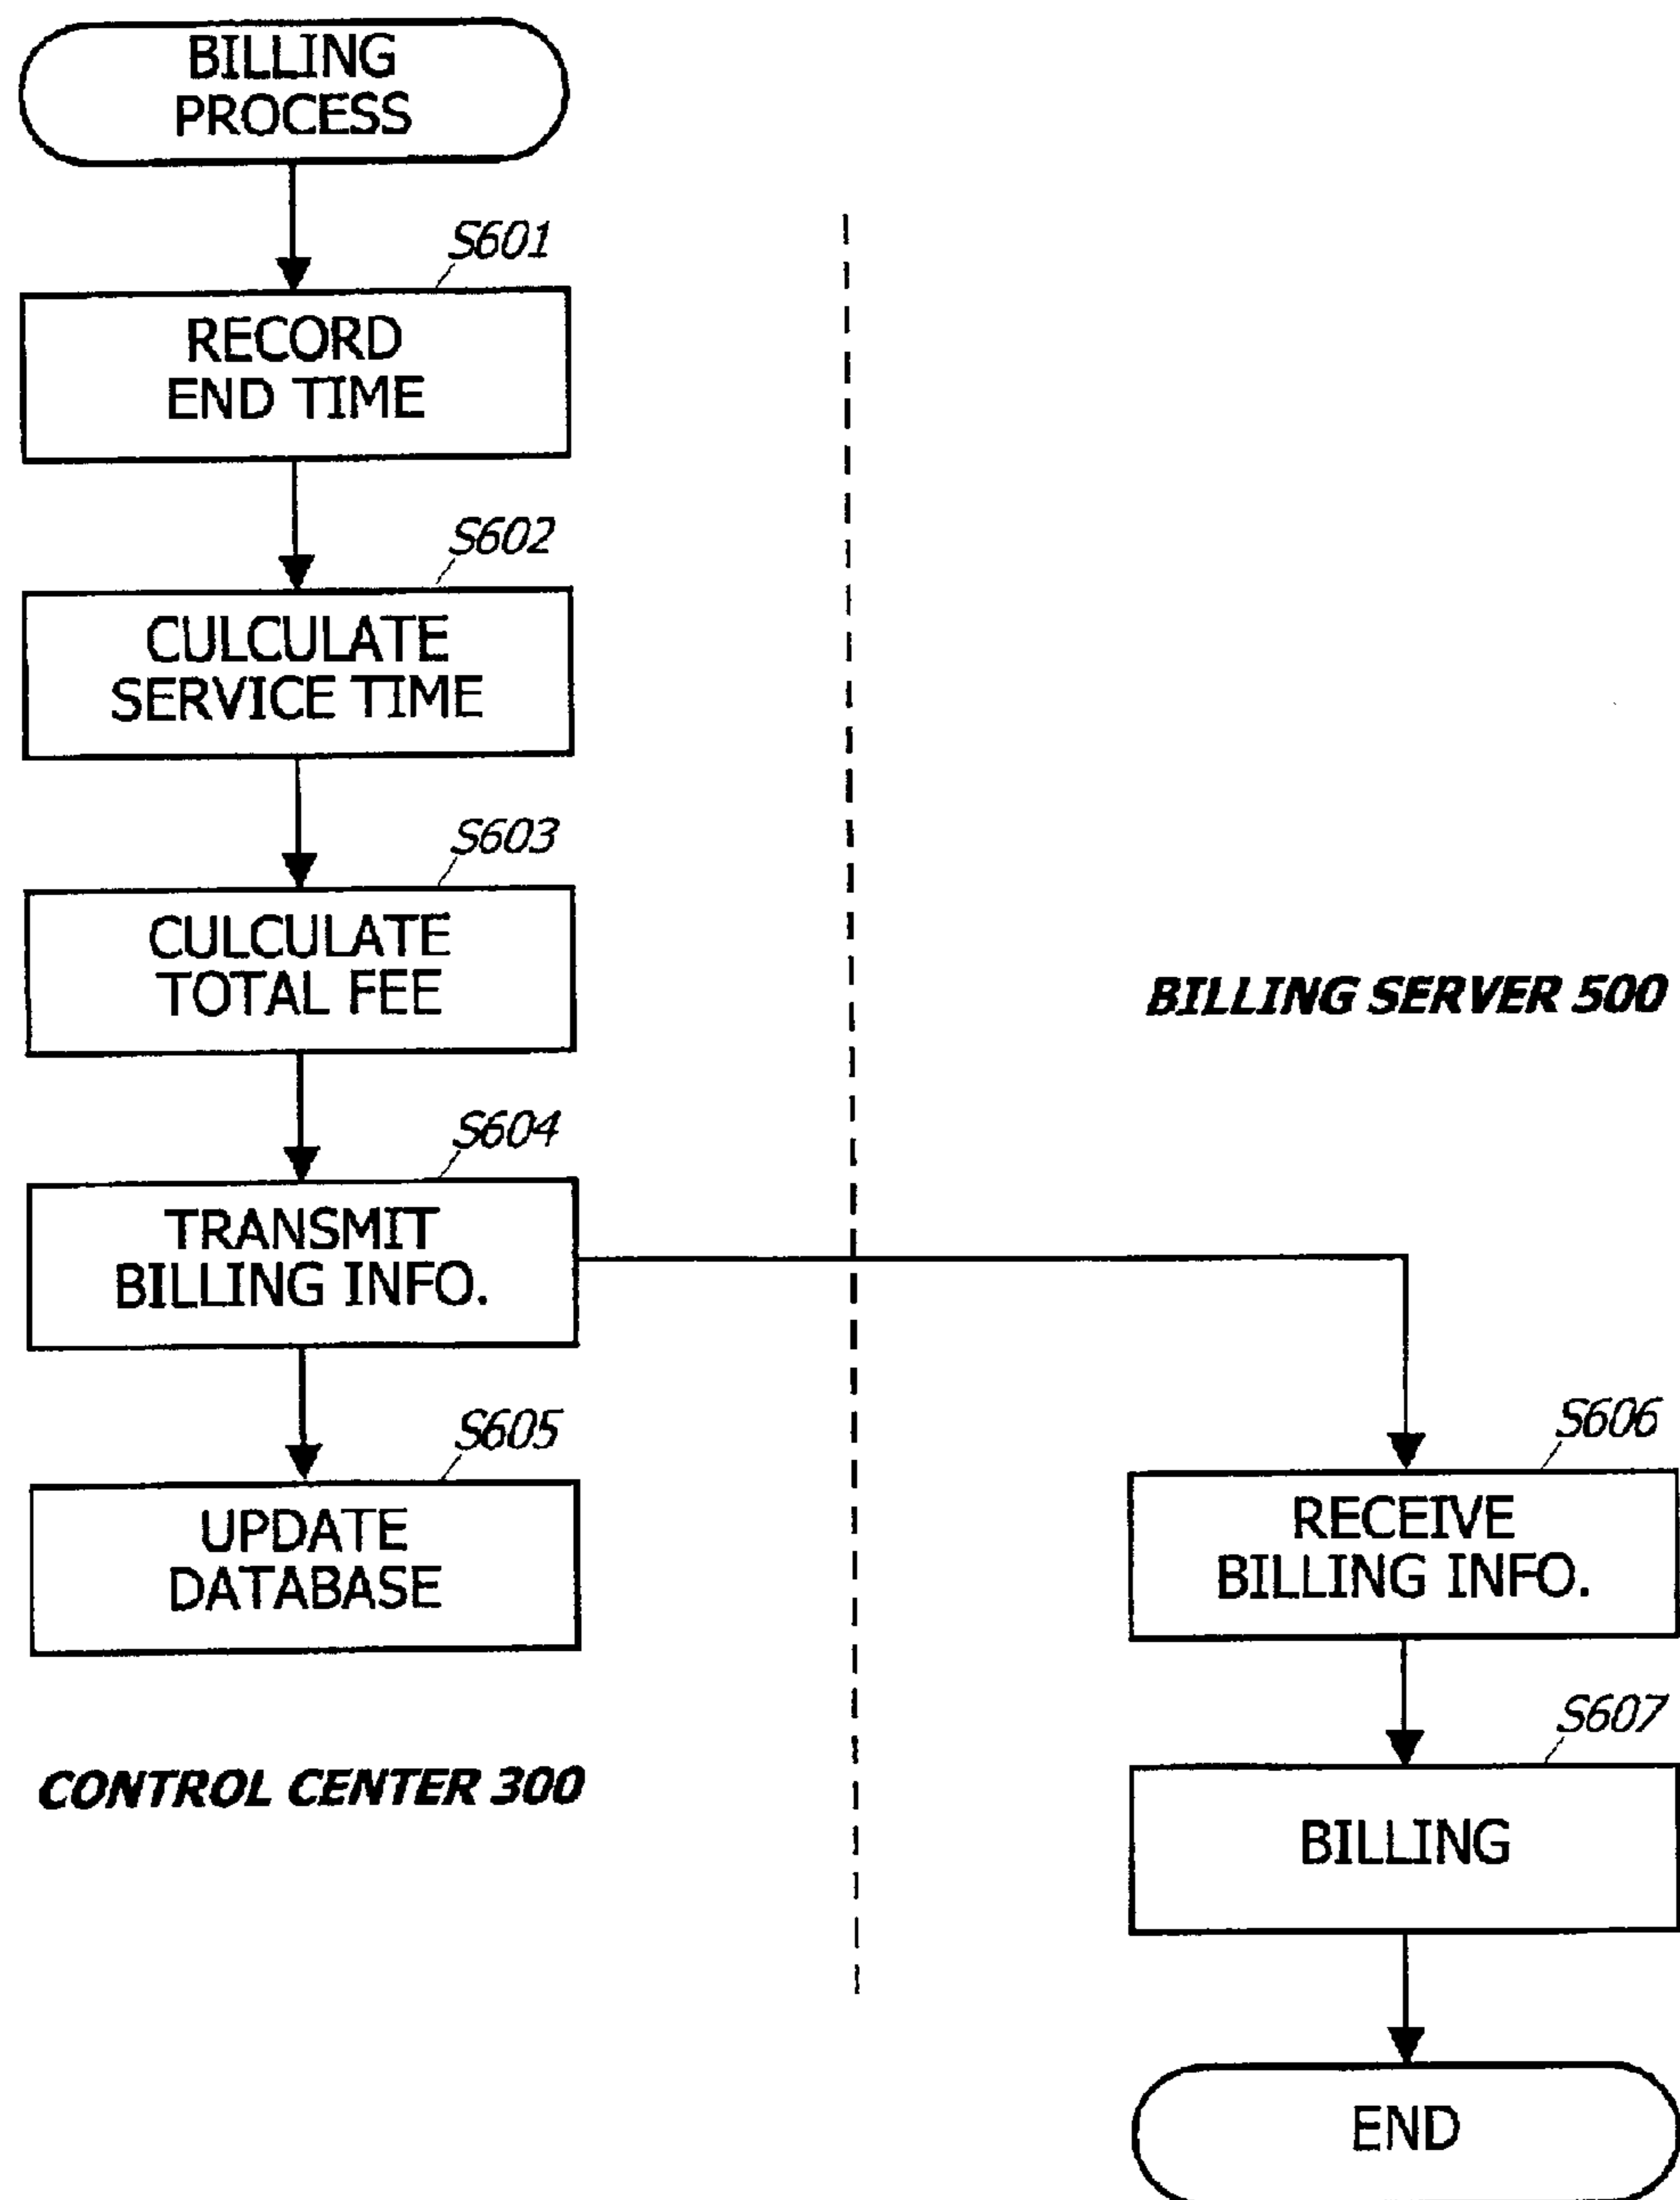 BILLING
PROCESS
S601
RECORD
END TIME
S602
CULCULATE
SERVICE TIME
S603
CULCULATE
TOTAL FEE
S604
TRANSMIT
BILLING INFO.
S605
UPDATE
DATABASE
CONTROL CENTER 300
BILLING SERVER 500
S606
RECEIVE
BILLING INFO.
S607
BILLING
END